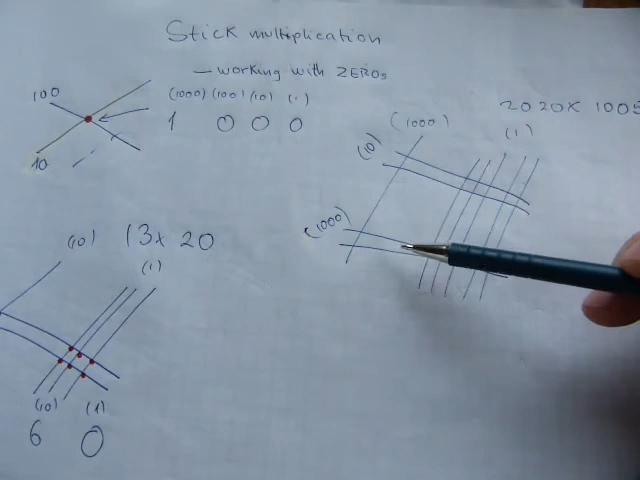 Stick multiplication
— working with ZEROs
100
(1000) (100) (10) (1)
1 0 0 0
10
2020 x 1005
(1000)
(1)
(10)
(1000)
(10) 13 x 20
(1)
(10) (1)
6 0